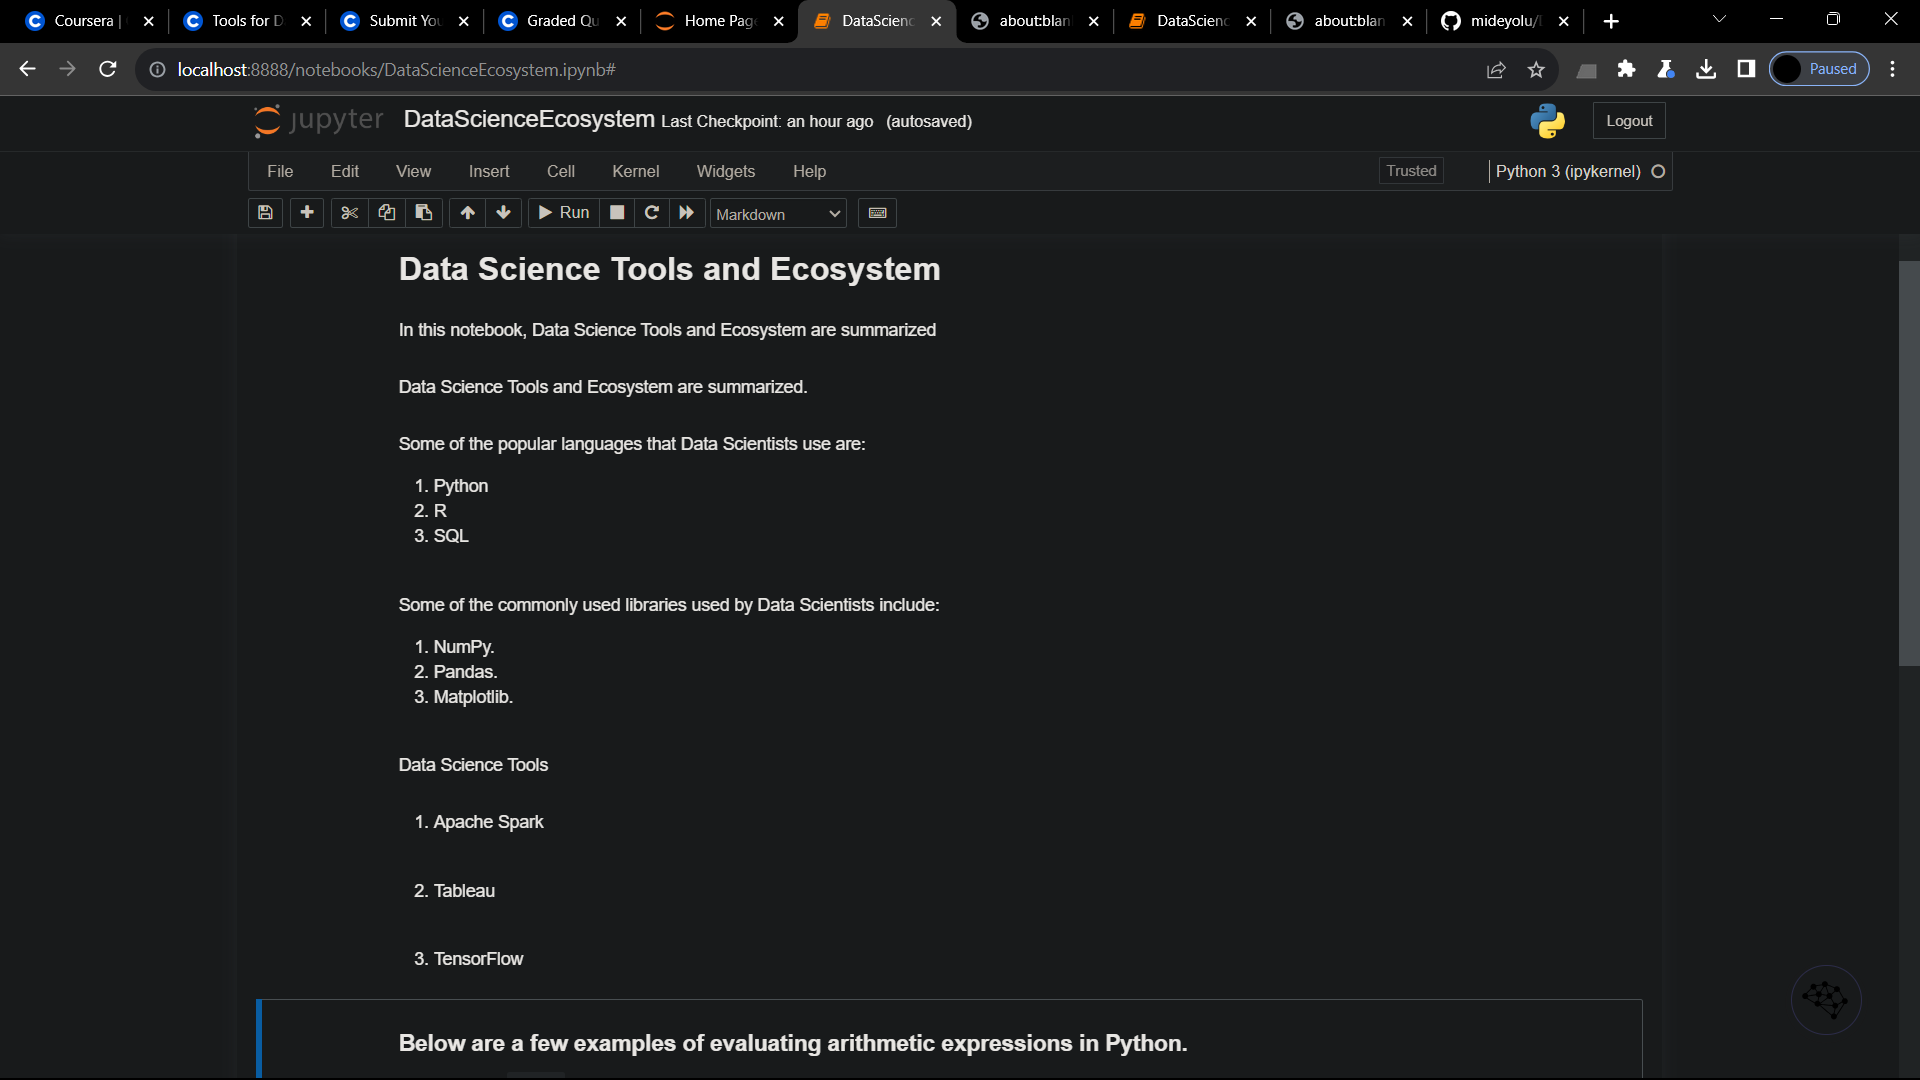 Coursera |
Tools for D
Submit You
Graded Qu
Home Page
DataScienc
about:blan
DataScienc
about:blan
mideyolu/
localhost:8888/notebooks/DataScienceEcosystem.ipynb#
Paused
jupyter DataScienceEcosystem Last Checkpoint: an hour ago (autosaved)
Logout
File Edit View Insert Cell Kernel Widgets Help
Trusted
Python 3 (ipykernel)
Run
Markdown
Data Science Tools and Ecosystem
In this notebook, Data Science Tools and Ecosystem are summarized
Data Science Tools and Ecosystem are summarized.
Some of the popular languages that Data Scientists use are:
1. Python
2. R
3. SQL
Some of the commonly used libraries used by Data Scientists include:
1. NumPy.
2. Pandas.
3. Matplotlib.
Data Science Tools
1. Apache Spark
2. Tableau
3. TensorFlow
Below are a few examples of evaluating arithmetic expressions in Python.